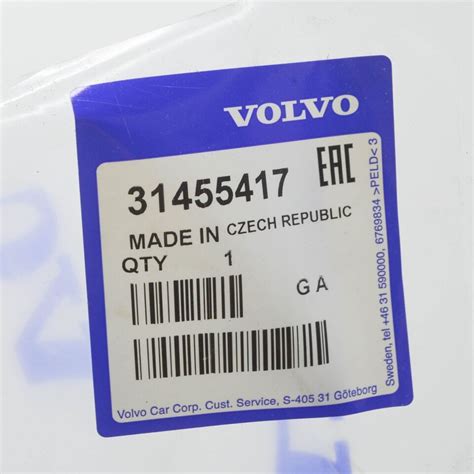 VOLVO
31455417 EAC
MADE IN CZECH REPUBLIC
QTY 1
GA
Volvo Car Corp. Cust. Service, S-405 31 Göteborg
Sweden, tel +46 31 590000, 6769834 >PELD< 3